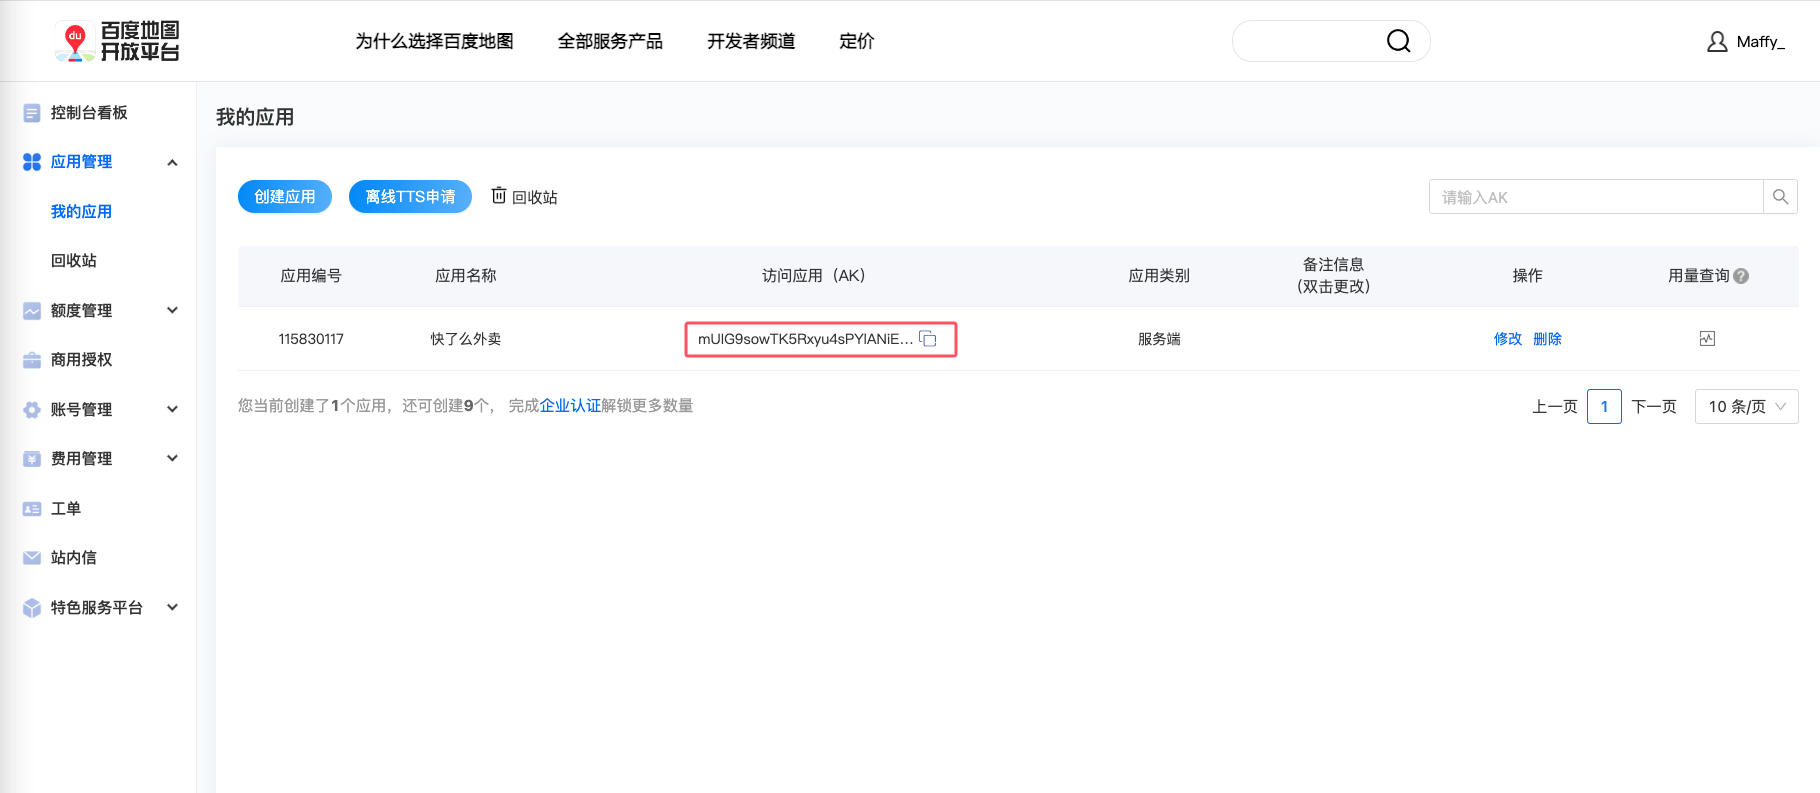 du 百度地图
开放平台
为什么选择百度地图 全部服务产品 开发者频道 定价
Maffy_
控制台看板
应用管理
我的应用
回收站
额度管理
商用授权
账号管理
费用管理
工单
站内信
特色服务平台
我的应用
创建应用 离线TTS申请 回收站
请输入AK
应用编号 应用名称 访问应用（AK） 应用类别 备注信息 操作 用量查询 ?
(双击更改)
115830117 快了么外卖 mUlG9sowTK5Rxyu4sPYlANiE... 服务端 修改 删除
您当前创建了1个应用，还可创建9个， 完成企业认证解锁更多数量
上一页 1 下一页 10 条/页